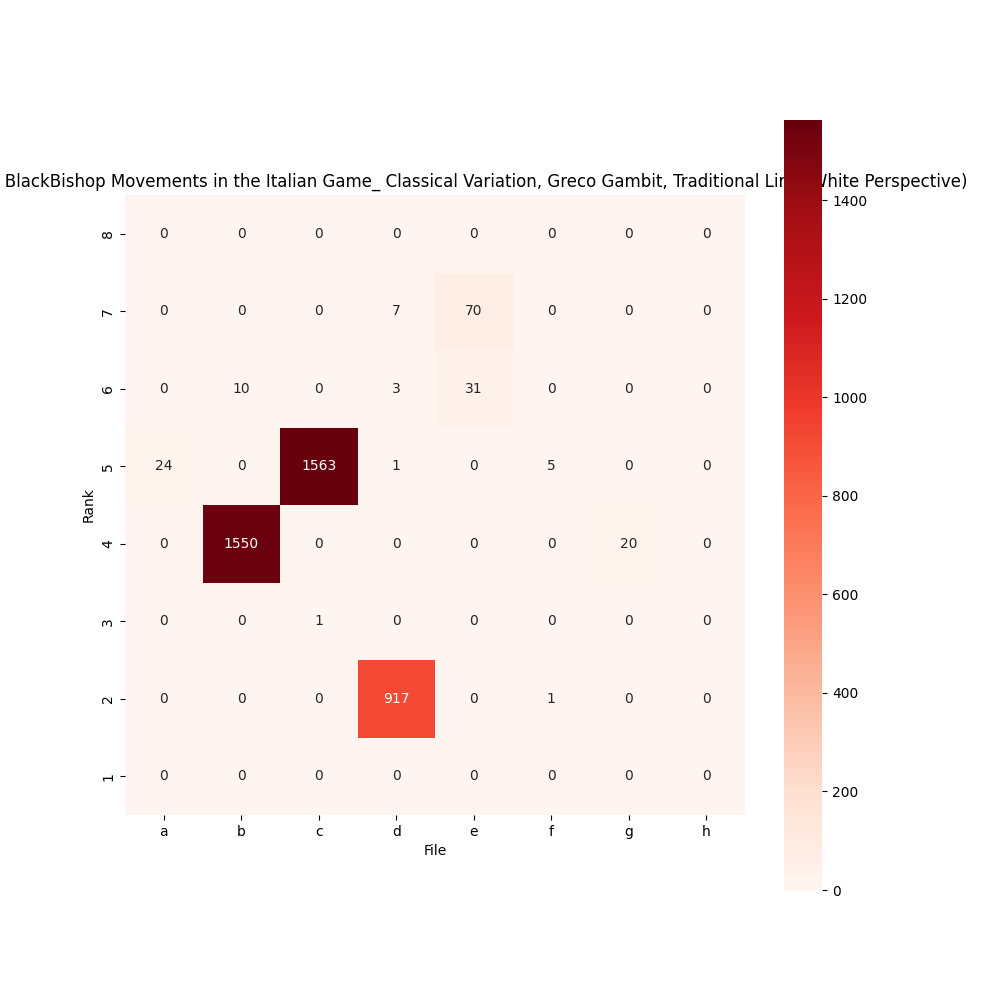 BlackBishop Movements in the Italian Game_ Classical Variation, Greco Gambit, Traditional Lin White Perspective)
8 0 0 0 0 0 0 0 0
7 0 0 0 7 70 0 0 0
6 0 10 0 3 31 0 0 0
5 24 0 1563 1 0 5 0 0
4 0 1550 0 0 0 0 20 0
3 0 0 1 0 0 0 0 0
2 0 0 0 917 0 1 0 0
1 0 0 0 0 0 0 0 0
a b c d e f g h
File
Rank
1400
1200
1000
800
600
400
200
0